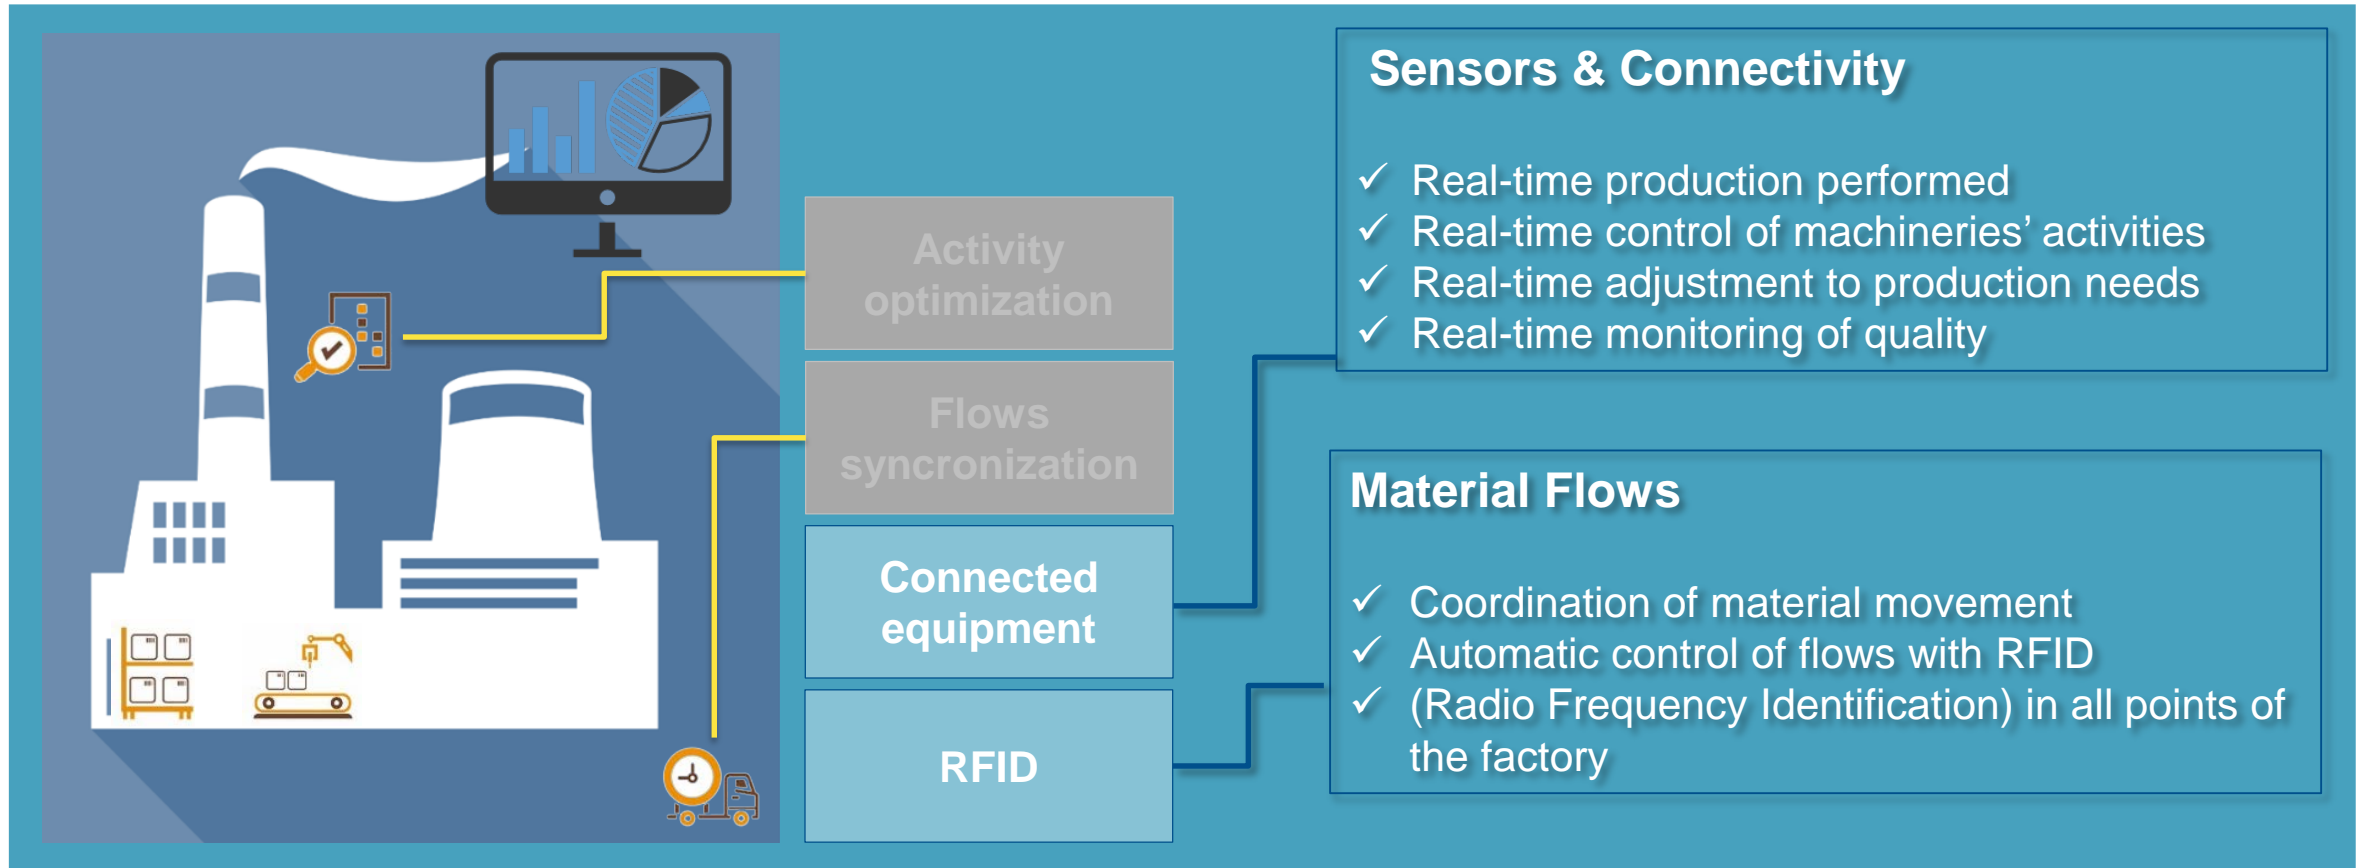 Activity
optimization
Flows
syncronization
Connected
equipment
RFID
Sensors & Connectivity
✓ Real-time production performed
✓ Real-time control of machineries’ activities
✓ Real-time adjustment to production needs
✓ Real-time monitoring of quality
Material Flows
✓ Coordination of material movement
✓ Automatic control of flows with RFID
✓ (Radio Frequency Identification) in all points of
the factory